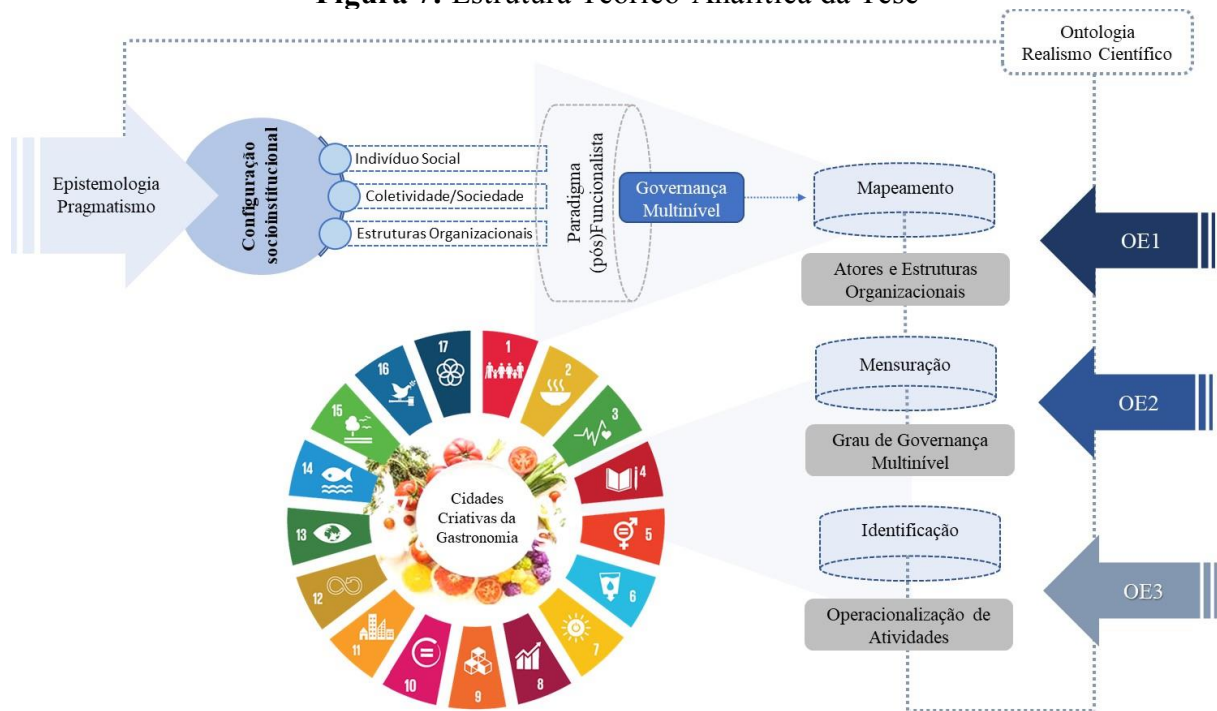 Figura 7: Estrutura Teórico-Analítica da Tese
Ontologia
Realismo Científico
Epistemologia
Pragmatismo
Configuração
socioinstitucional
Indivíduo Social
Coletividade/Sociedade
Estruturas Organizacionais
Paradigma
(pós)Funcionalista
Governança
Multinível
Mapeamento
OE1
Atores e Estruturas
Organizacionais
Mensuração
OE2
Grau de Governança
Multinível
Identificação
OE3
Operacionalização de
Atividades
Cidades
Criativas da
Gastronomia
1
2
3
4
5
6
7
8
9
10
11
12
13
14
15
16
17